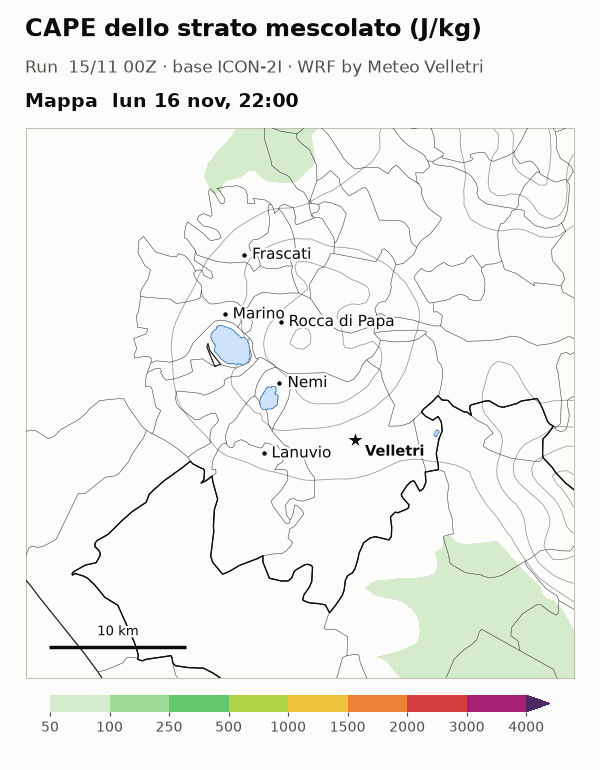 CAPE dello strato mescolato (J/kg)
Run  15/11 00Z · base ICON-2I · WRF by Meteo Velletri
Mappa  lun 16 nov, 22:00
Frascati
Marino
Rocca di Papa
Nemi
Velletri
Lanuvio
10 km
50 100 250 500 1000 1500 2000 3000 4000